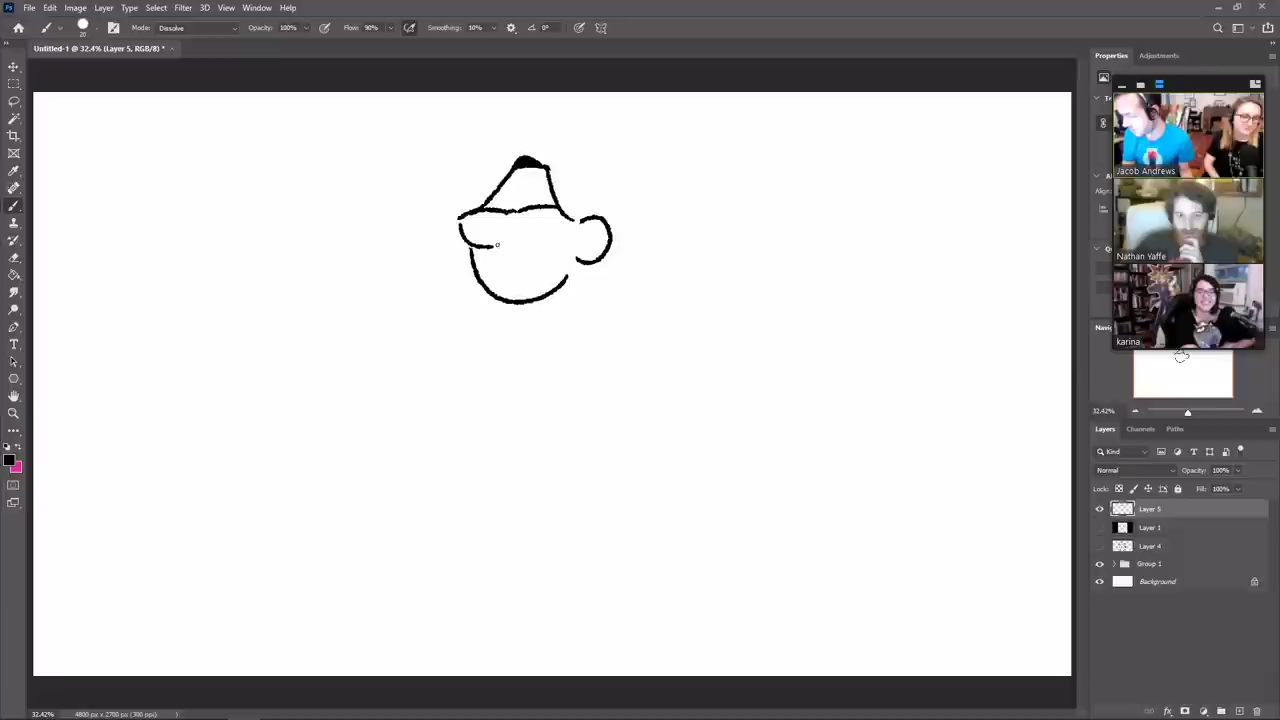 Ps File Edit Image Layer Type Select Filter 3D View Window Help
20 Mode: Dissolve Opacity: 100% Flow: 90% Smoothing: 10% 0°
Untitled-1 @ 32.4% (Layer 5, RGB/8) * ×
Properties Adjustments
Jacob Andrews
Nathan Yaffe
karina
32.42%
Layers Channels Paths
Kind
Normal Opacity: 100%
Lock: Fill: 100%
Layer 5
Layer 1
Layer 4
Group 1
Background
32.42% 4800 px x 2700 px (300 ppi)